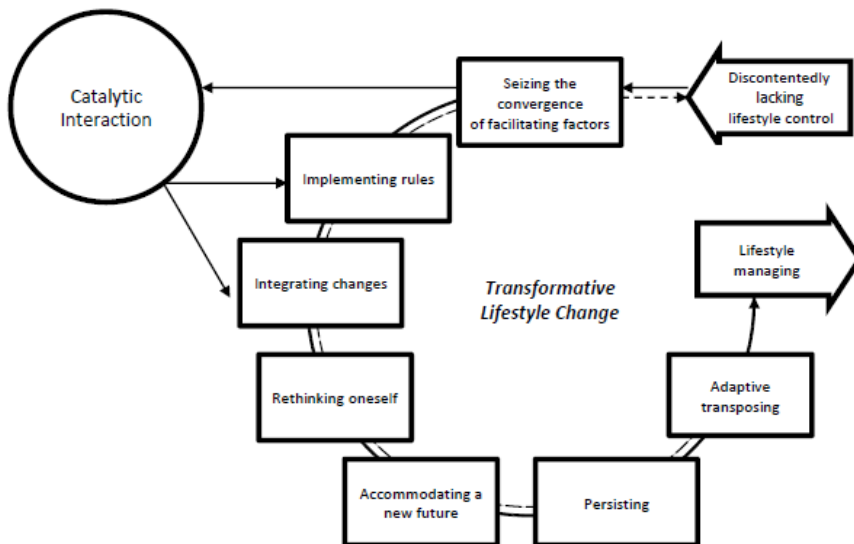 Catalytic
Interaction
Seizing the
convergence
of facilitating factors
Discontentedly
lacking
lifestyle control
Implementing rules
Integrating changes
Transformative
Lifestyle Change
Lifestyle
managing
Rethinking oneself
Adaptive
transposing
Accommodating a
new future
Persisting